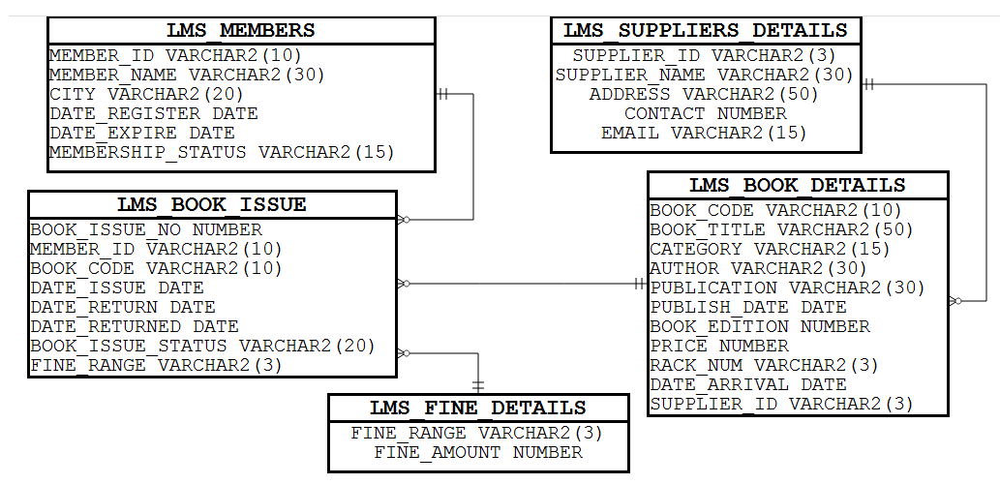 LMS_MEMBERS
MEMBER_ID VARCHAR2(10)
MEMBER_NAME VARCHAR2(30)
CITY VARCHAR2(20)
DATE_REGISTER DATE
DATE_EXPIRE DATE
MEMBERSHIP_STATUS VARCHAR2(15)
LMS_SUPPLIERS_DETAILS
SUPPLIER_ID VARCHAR2(3)
SUPPLIER_NAME VARCHAR2(30)
ADDRESS VARCHAR2(50)
CONTACT NUMBER
EMAIL VARCHAR2(15)
LMS_BOOK_ISSUE
BOOK_ISSUE_NO NUMBER
MEMBER_ID VARCHAR2(10)
BOOK_CODE VARCHAR2(10)
DATE_ISSUE DATE
DATE_RETURN DATE
DATE_RETURNED DATE
BOOK_ISSUE_STATUS VARCHAR2(20)
FINE_RANGE VARCHAR2(3)
LMS_BOOK_DETAILS
BOOK_CODE VARCHAR2(10)
BOOK_TITLE VARCHAR2(50)
CATEGORY VARCHAR2(15)
AUTHOR VARCHAR2(30)
PUBLICATION VARCHAR2(30)
PUBLISH_DATE DATE
BOOK_EDITION NUMBER
PRICE NUMBER
RACK_NUM VARCHAR2(3)
DATE_ARRIVAL DATE
SUPPLIER_ID VARCHAR2(3)
LMS_FINE_DETAILS
FINE_RANGE VARCHAR2(3)
FINE_AMOUNT NUMBER